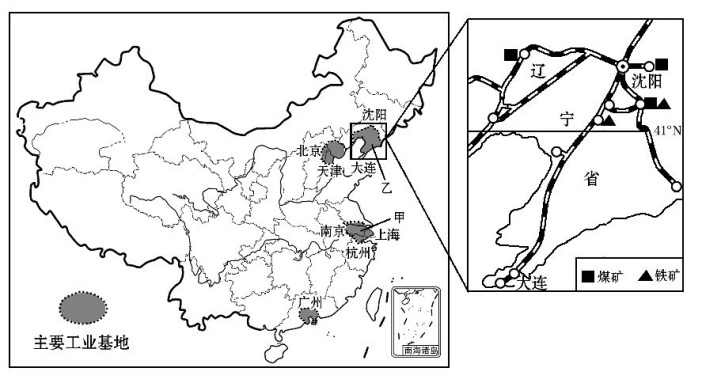 沈阳
北京
天津
大连
乙
甲
南京
上海
杭州
广州
主要工业基地
南海诸岛
辽
沈阳
宁
41°N
省
大连
煤矿
铁矿